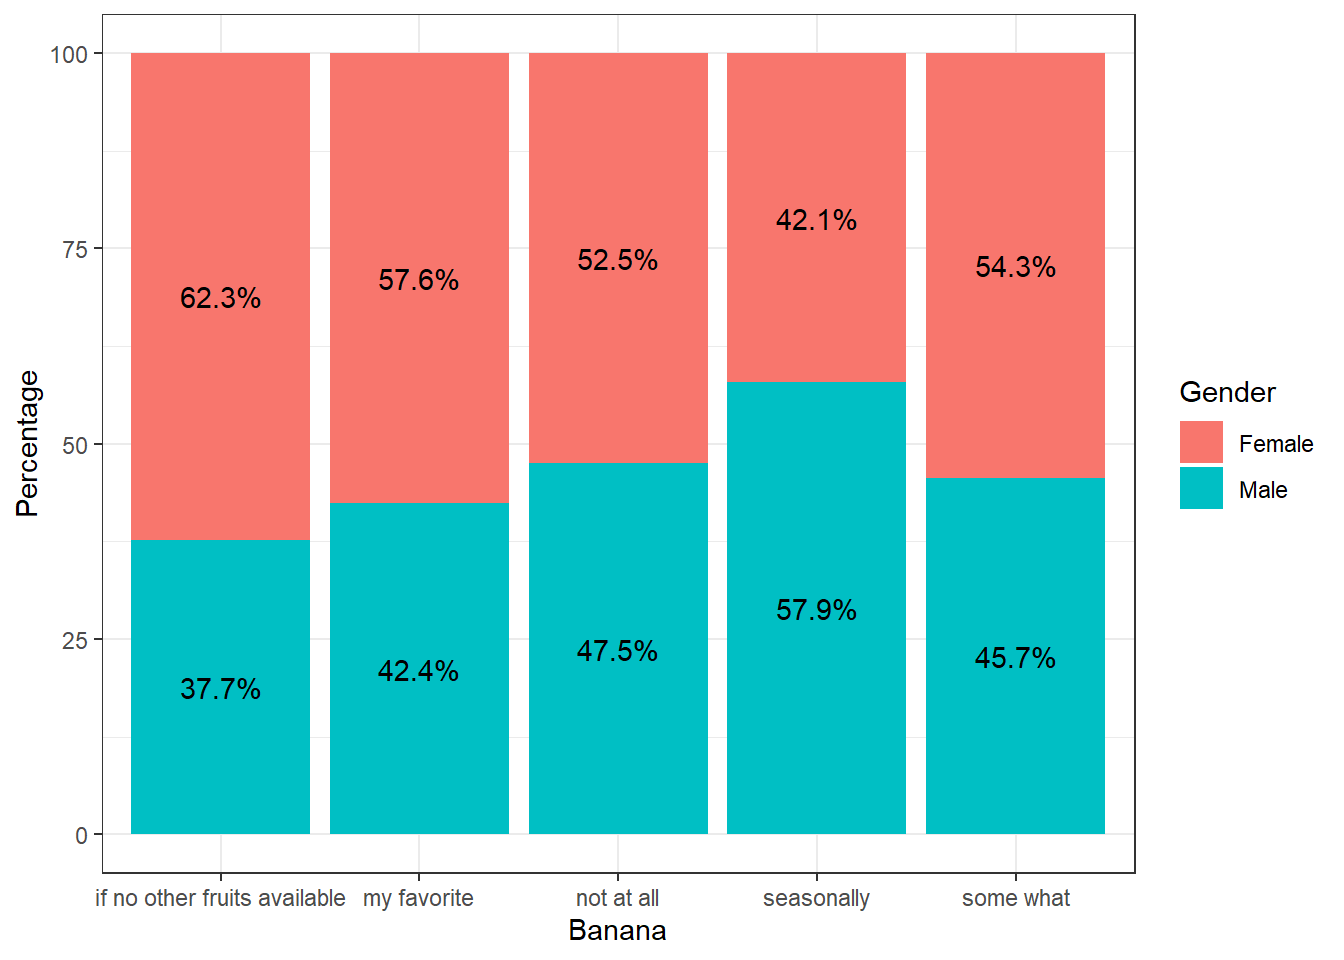 100
75
50
25
0
Percentage
62.3%
57.6%
52.5%
42.1%
54.3%
37.7%
42.4%
47.5%
57.9%
45.7%
if no other fruits available
my favorite
not at all
seasonally
some what
Banana
Gender
Female
Male